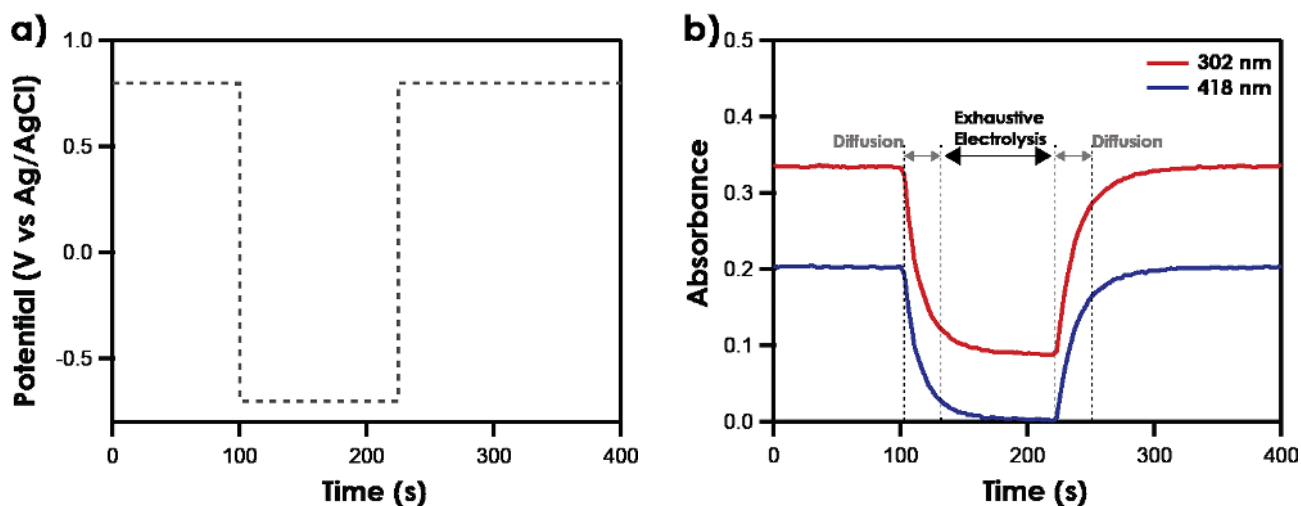 a)
Potential (V vs Ag/AgCl)
1.0
0.5
0.0
-0.5
0
100
200
300
400
Time (s)
b)
Absorbance
0.5
0.4
0.3
0.2
0.1
0.0
302 nm
418 nm
Diffusion
Exhaustive
Electrolysis
Diffusion
0
100
200
300
400
Time (s)